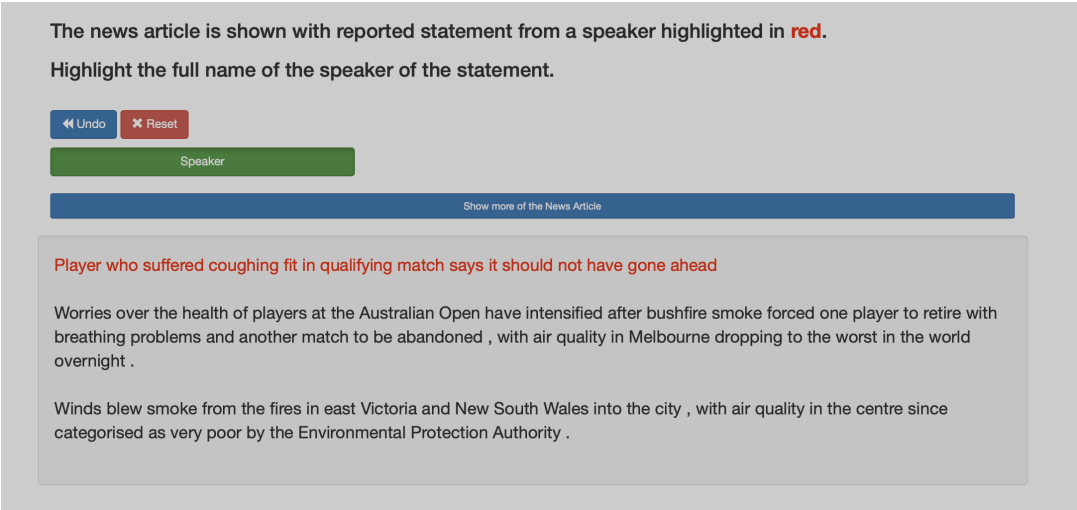 The news article is shown with reported statement from a speaker highlighted in red.
Highlight the full name of the speaker of the statement.
Undo
Reset
Speaker
Show more of the News Article
Player who suffered coughing fit in qualifying match says it should not have gone ahead
Worries over the health of players at the Australian Open have intensified after bushfire smoke forced one player to retire with
breathing problems and another match to be abandoned , with air quality in Melbourne dropping to the worst in the world
overnight .
Winds blew smoke from the fires in east Victoria and New South Wales into the city , with air quality in the centre since
categorised as very poor by the Environmental Protection Authority .